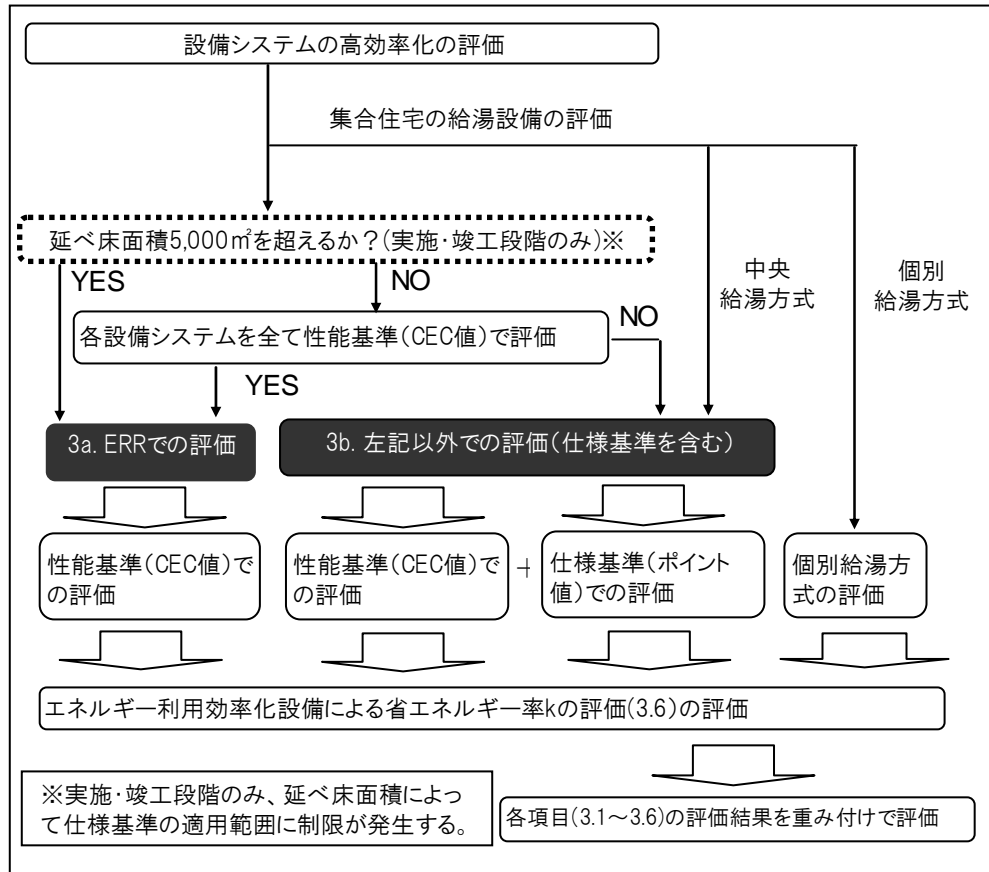 設備システムの高効率化の評価
集合住宅の給湯設備の評価
延べ床面積5,000㎡を超えるか？(実施・竣工段階のみ)※
YES
NO
中央
給湯方式
個別
給湯方式
各設備システムを全て性能基準(CEC値)で評価
NO
YES
3a. ERRでの評価
3b. 左記以外での評価(仕様基準を含む)
性能基準(CEC値)で
の評価
性能基準(CEC値)で
の評価
+
仕様基準(ポイント
値)での評価
個別給湯方
式の評価
エネルギー利用効率化設備による省エネルギー率kの評価(3.6)の評価
※実施・竣工段階のみ、延べ床面積によっ
て仕様基準の適用範囲に制限が発生する。
各項目(3.1～3.6)の評価結果を重み付けで評価